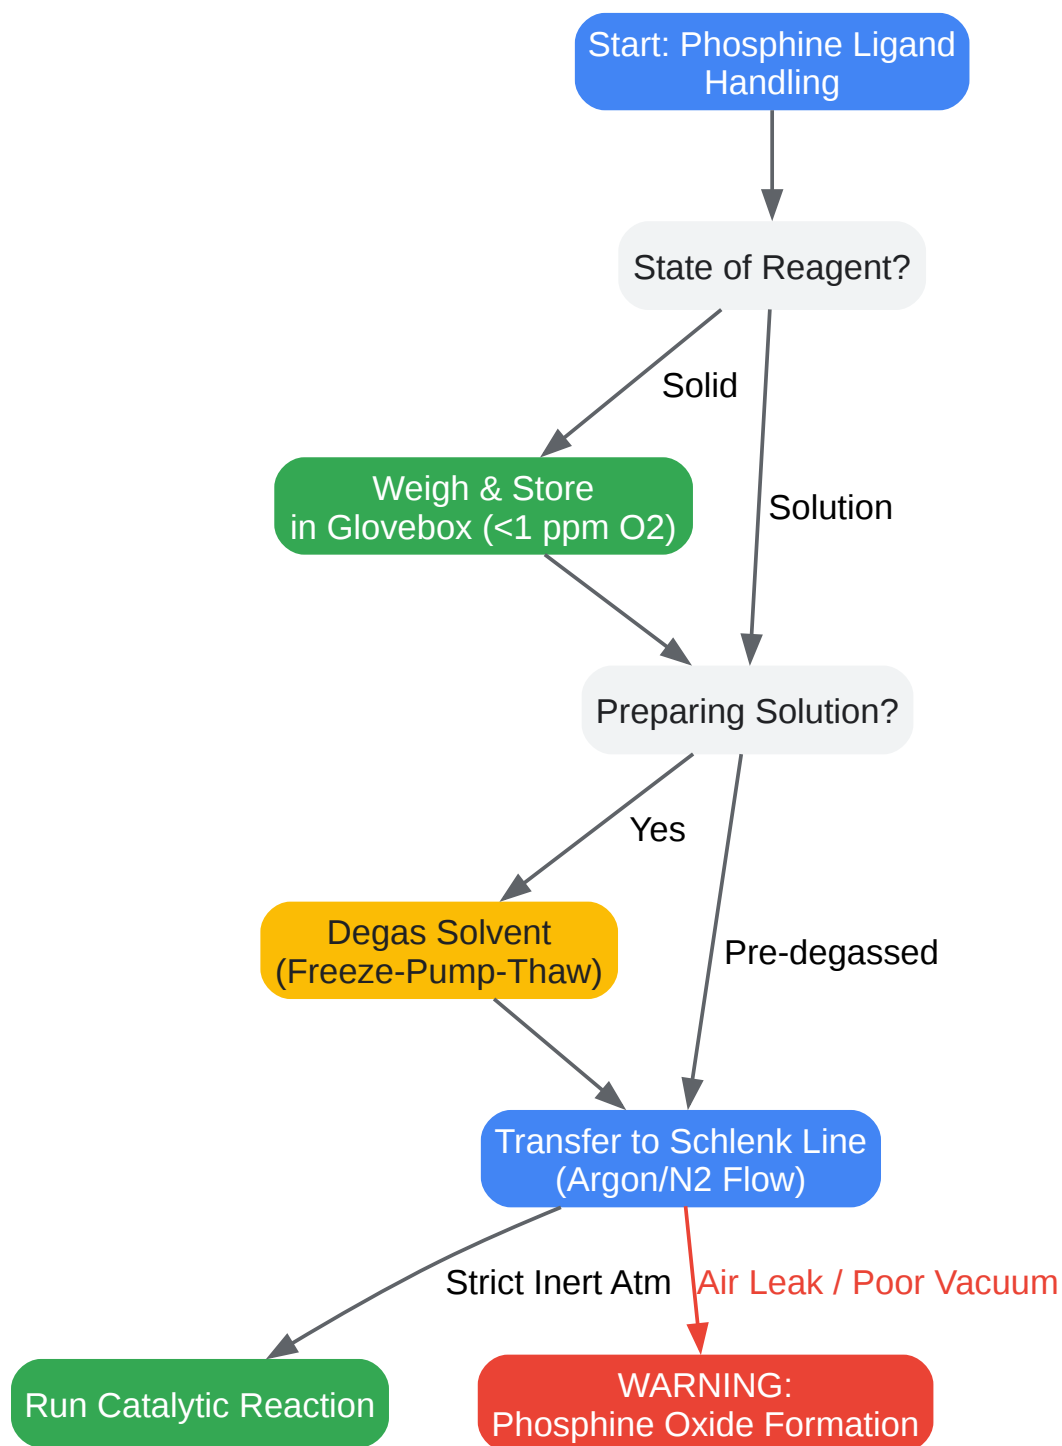 Start: Phosphine Ligand
Handling
State of Reagent?
Solid
Weigh & Store
in Glovebox (<1 ppm O2)
Solution
Preparing Solution?
Yes
Degas Solvent
(Freeze-Pump-Thaw)
Pre-degassed
Transfer to Schlenk Line
(Argon/N2 Flow)
Strict Inert Atm
Air Leak / Poor Vacuum
Run Catalytic Reaction
WARNING:
Phosphine Oxide Formation